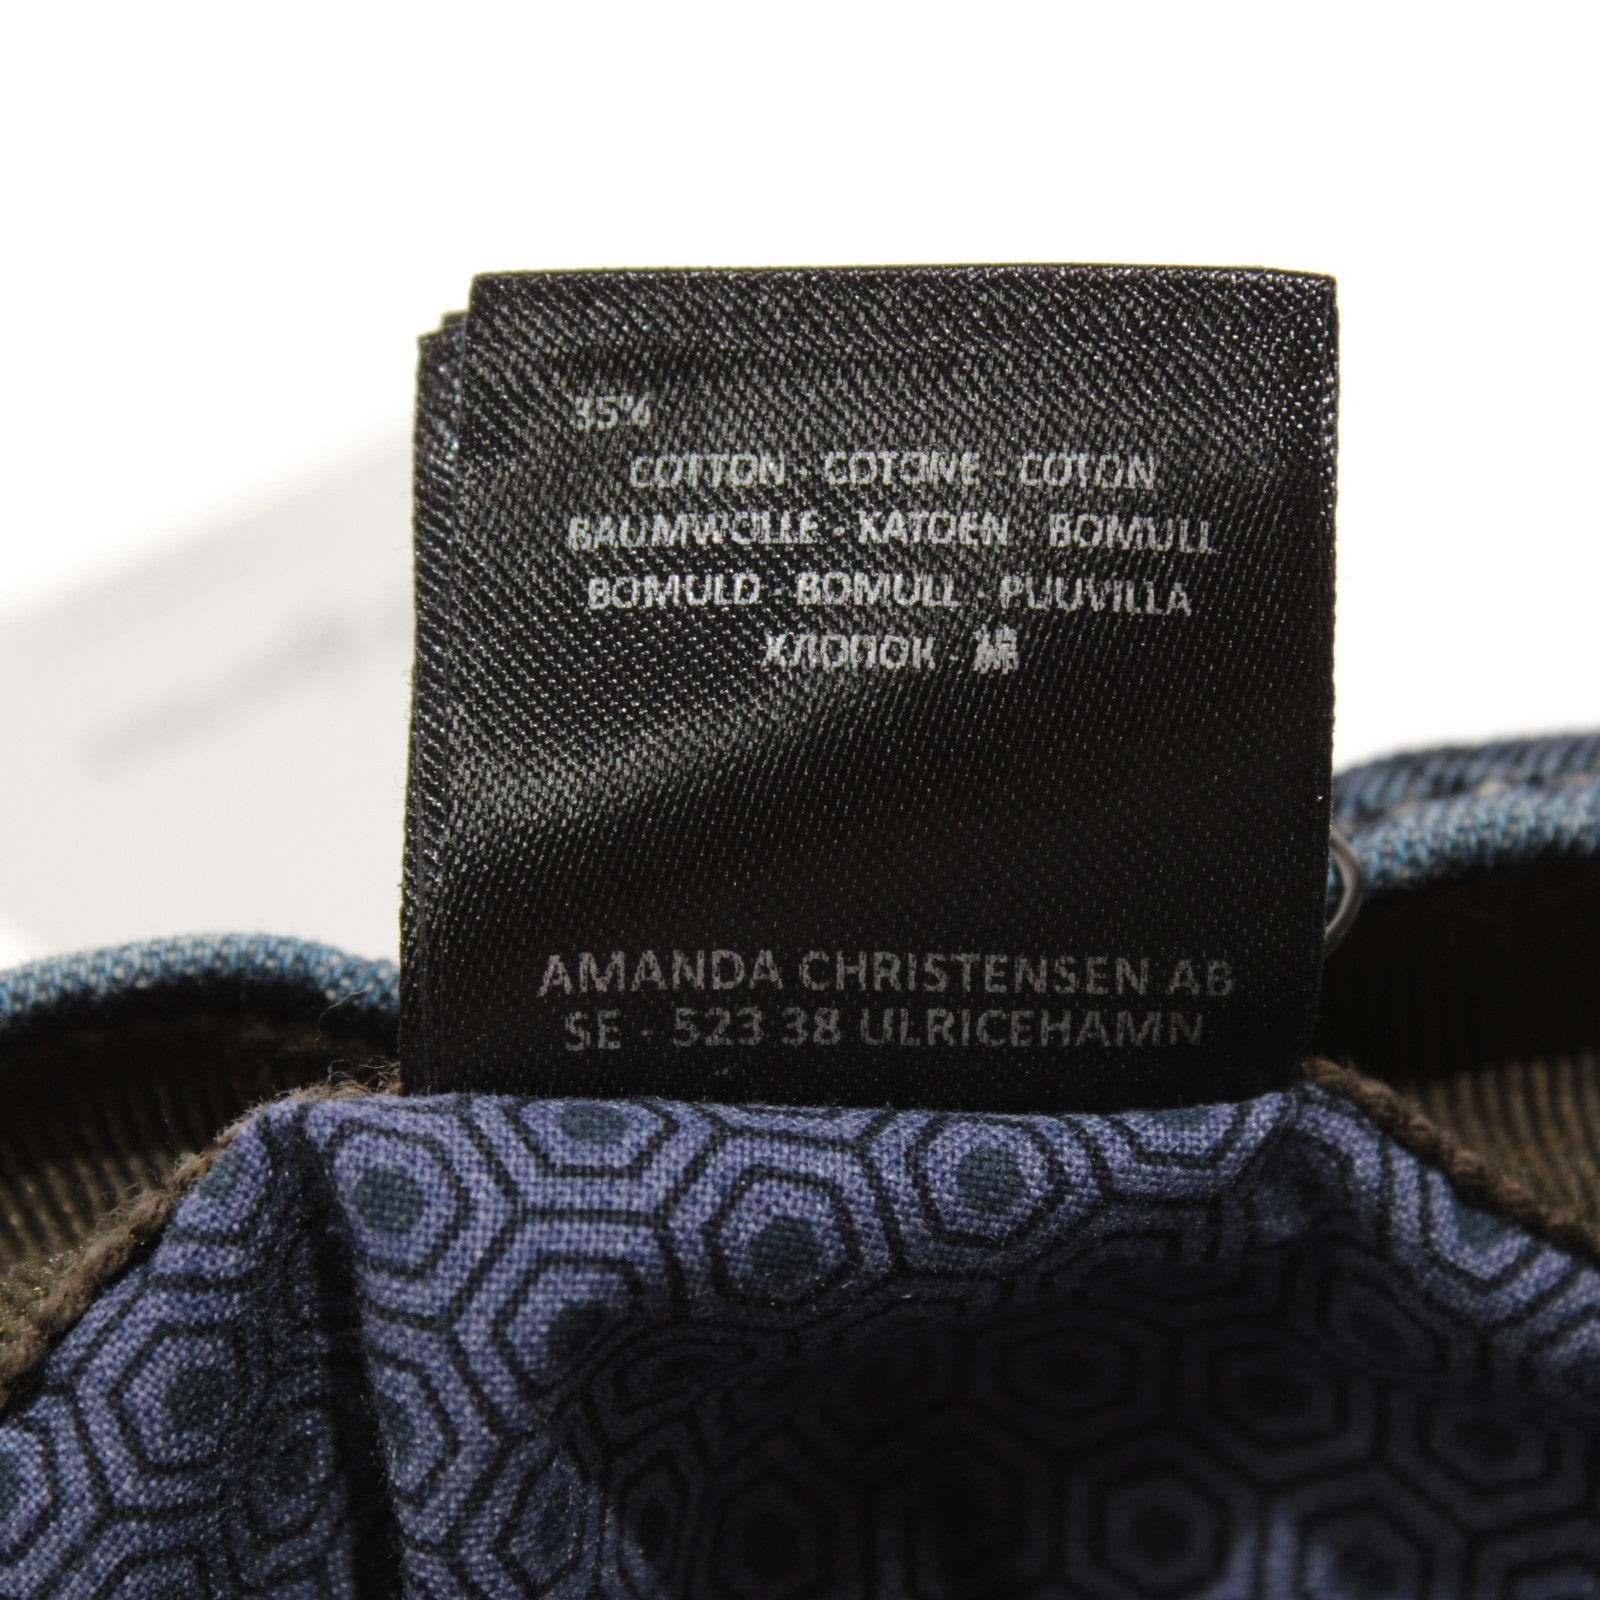 35%
COTTON - COTONE - COTON
BAUMWOLLE - KATOEN - BOMULL
BOMULD - BOMULL - PUUVILLA
ХЛОПОК - 綿
AMANDA CHRISTENSEN AB
SE - 523 38 ULRICEHAMN